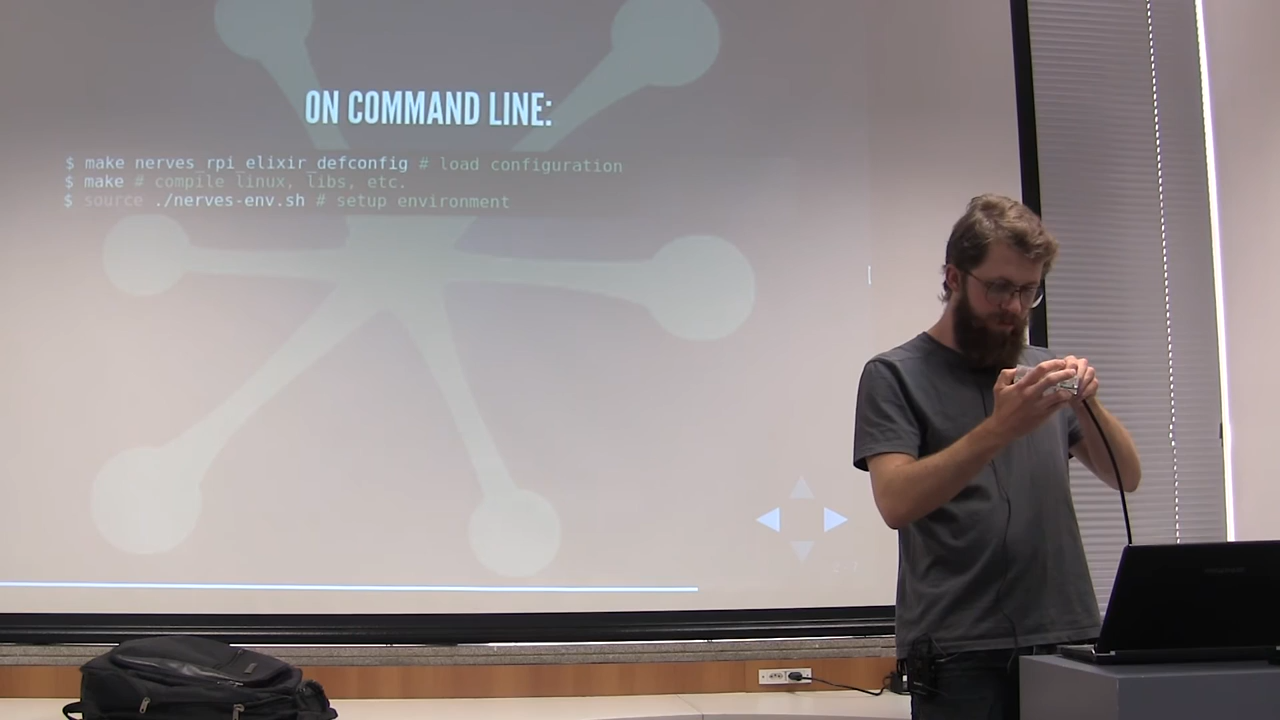 ON COMMAND LINE:
$ make nerves_rpi_elixir_defconfig # load configuration
$ make # compile linux, libs, etc.
$ source ./nerves-env.sh # setup environment